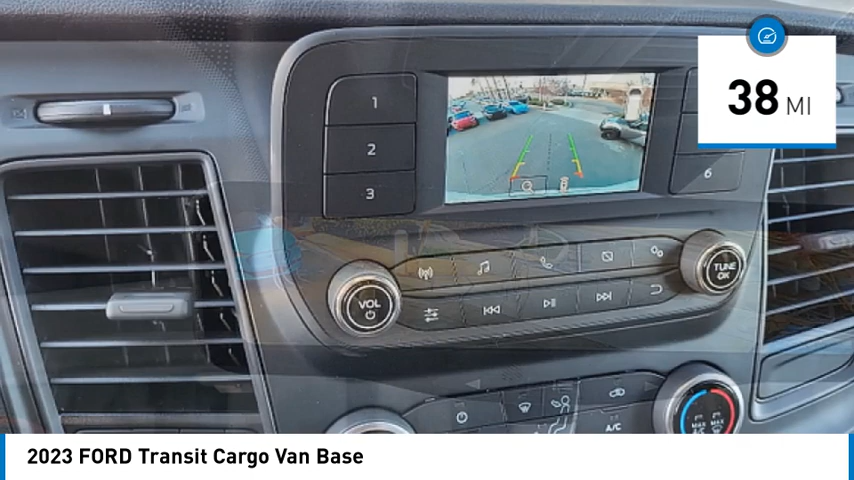 38 MI
1
2
3
6
VOL
TUNE
OK
A/C
MAX
A/C
MAX
2023 FORD Transit Cargo Van Base